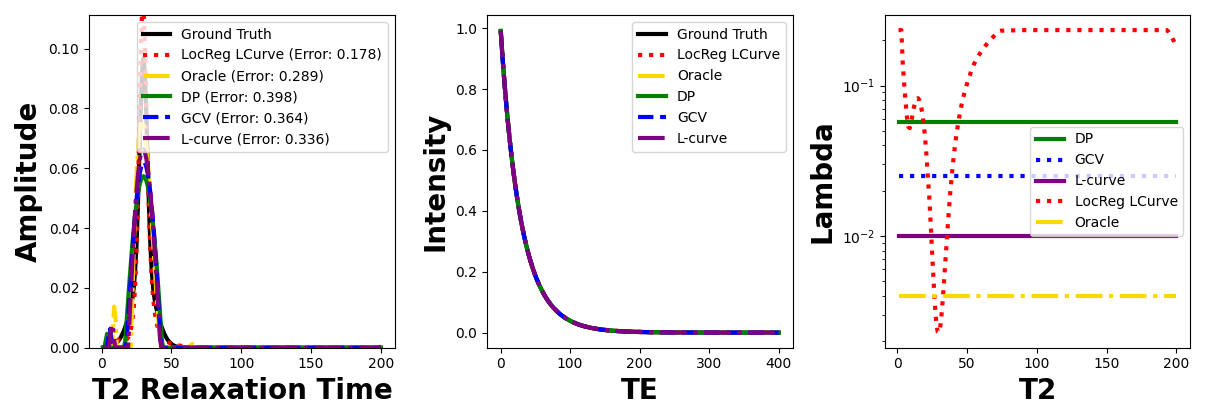 Amplitude
0.10
0.08
0.06
0.04
0.02
0.00
Ground Truth
LocReg LCurve (Error: 0.178)
Oracle (Error: 0.289)
DP (Error: 0.398)
GCV (Error: 0.364)
L-curve (Error: 0.336)
0 50 100 150 200
T2 Relaxation Time
Intensity
1.0
0.8
0.6
0.4
0.2
0.0
Ground Truth
LocReg LCurve
Oracle
DP
GCV
L-curve
0 100 200 300 400
TE
Lambda
10⁻¹
10⁻²
DP
GCV
L-curve
LocReg LCurve
Oracle
0 50 100 150 200
T2